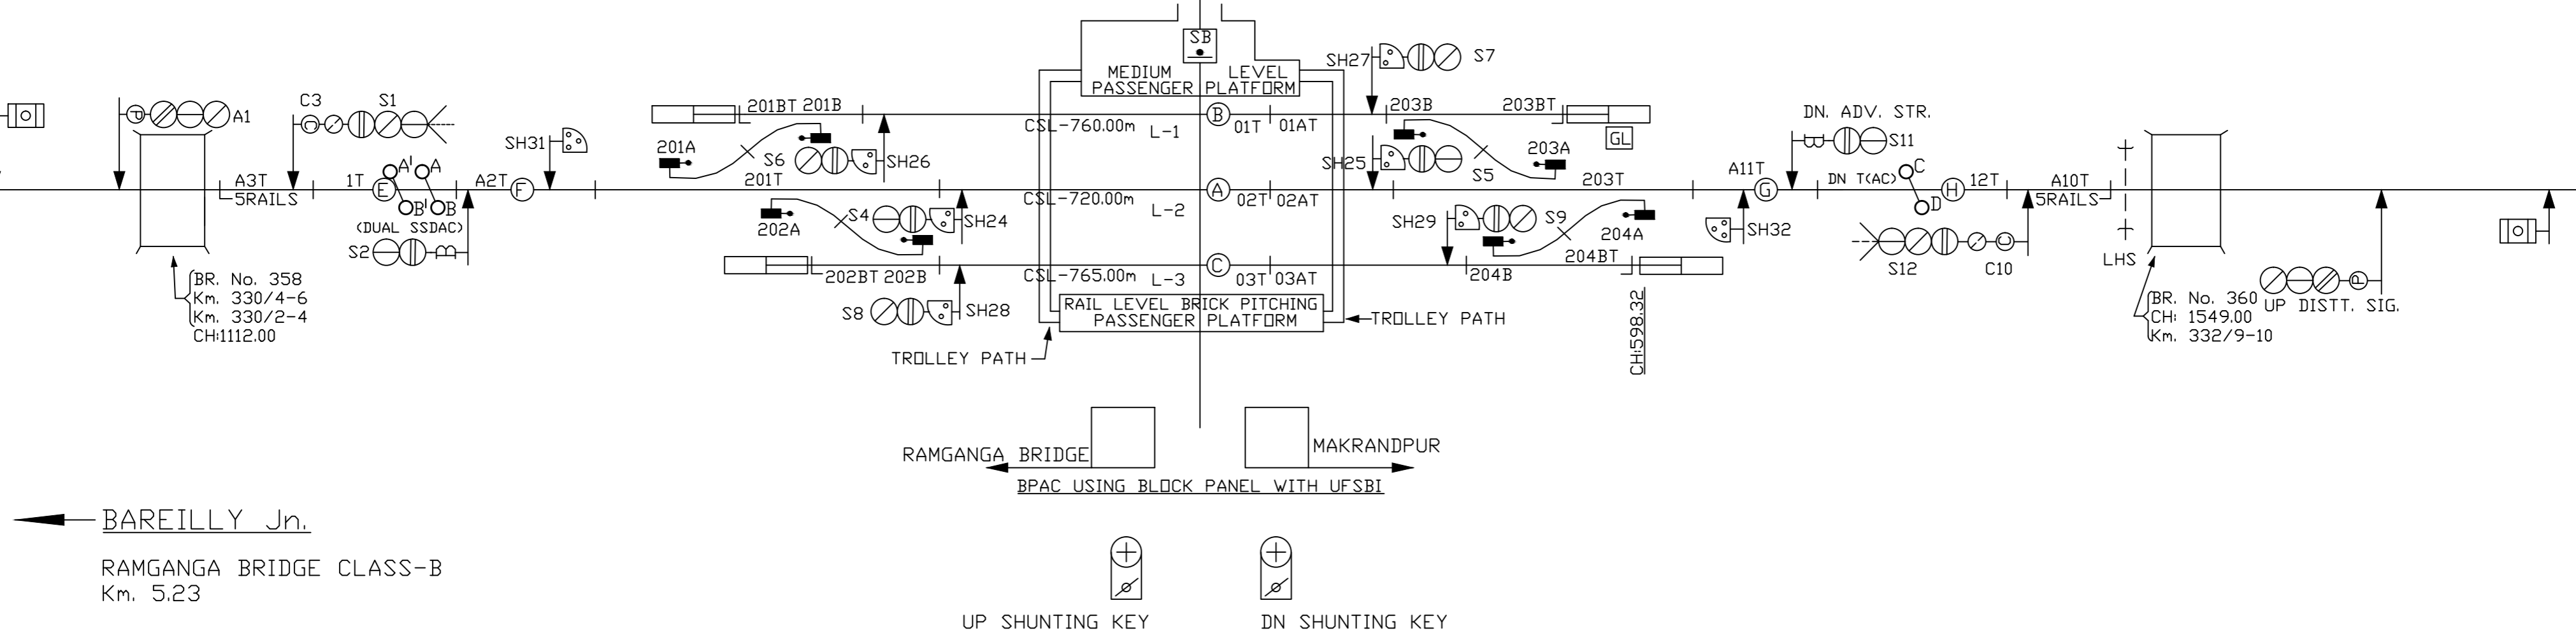 SB
MEDIUM LEVEL
PASSENGER PLATFORM
SH27
S7
P
A1
C3
S1
C
SH31
201BT 201B
201A
S6
SH26
201T
CSL-760.00m
L-1
B
01T 01AT
203B
203BT
GL
SH25
S5
203A
203T
DN. ADV. STR.
S11
A3T
5RAILS
1T
E
A'
A
B'
B
(DUAL SSDAC)
A2T
F
S2
202A
S4
SH24
CSL-720.00m
L-2
A
02T 02AT
SH29
S9
204A
A11T
G
SH32
DN T(AC)
C
D
H
12T
A10T
5RAILS
S12
C
C10
LHS
202BT 202B
S8
SH28
CSL-765.00m
L-3
C
03T 03AT
204B
204BT
CH:598.32
RAIL LEVEL BRICK PITCHING
PASSENGER PLATFORM
TROLLEY PATH
TROLLEY PATH
BR. No. 358
Km. 330/4-6
Km. 330/2-4
CH:1112.00
P
UP DISTT. SIG.
BR. No. 360
CH: 1549.00
Km. 332/9-10
RAMGANGA BRIDGE
MAKRANDPUR
BPAC USING BLOCK PANEL WITH UFSBI
BAREILLY Jn.
RAMGANGA BRIDGE CLASS-B
Km. 5.23
UP SHUNTING KEY
DN SHUNTING KEY